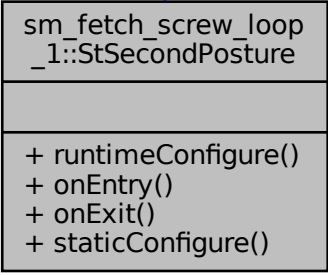 sm_fetch_screw_loop
_1::StSecondPosture
+ runtimeConfigure()
+ onEntry()
+ onExit()
+ staticConfigure()